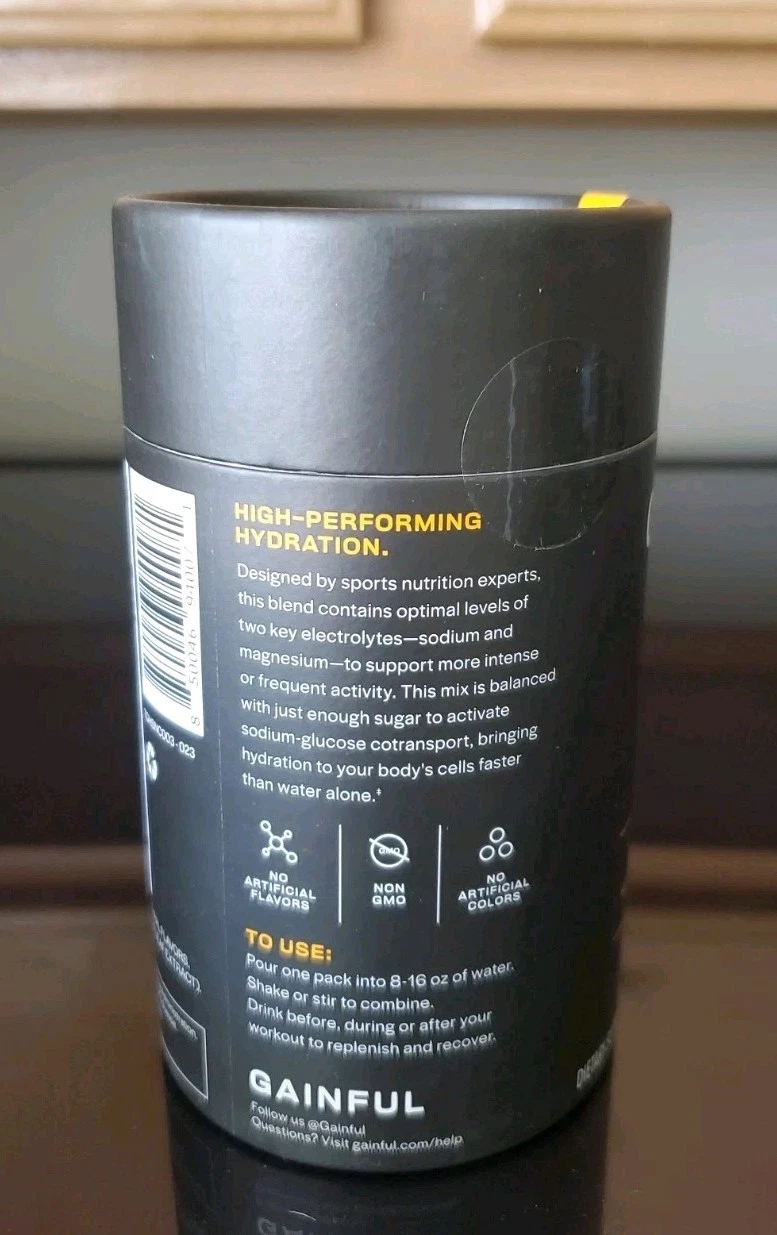 HIGH-PERFORMING
HYDRATION.
Designed by sports nutrition experts,
this blend contains optimal levels of
two key electrolytes—sodium and
magnesium—to support more intense
or frequent activity. This mix is balanced
with just enough sugar to activate
sodium-glucose cotransport, bringing
hydration to your body's cells faster
than water alone.‡
NO
ARTIFICIAL
FLAVORS
GMO
NON
GMO
NO
ARTIFICIAL
COLORS
TO USE:
Pour one pack into 8-16 oz of water.
Shake or stir to combine.
Drink before, during or after your
workout to replenish and recover.
GAINFUL
Follow us @Gainful
Questions? Visit gainful.com/help